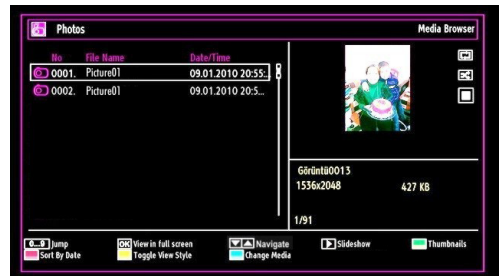 Photos Media Browser
No File Name Date/Time
0001. Picture01 09.01.2010 20:55:..
0002. Picture01 09.01.2010 20:5...
Görüntü0013
1536x2048 427 KB
1/91
0...9 Jump OK View in full screen Navigate Slideshow Thumbnails
Sort By Date Toggle View Style Change Media